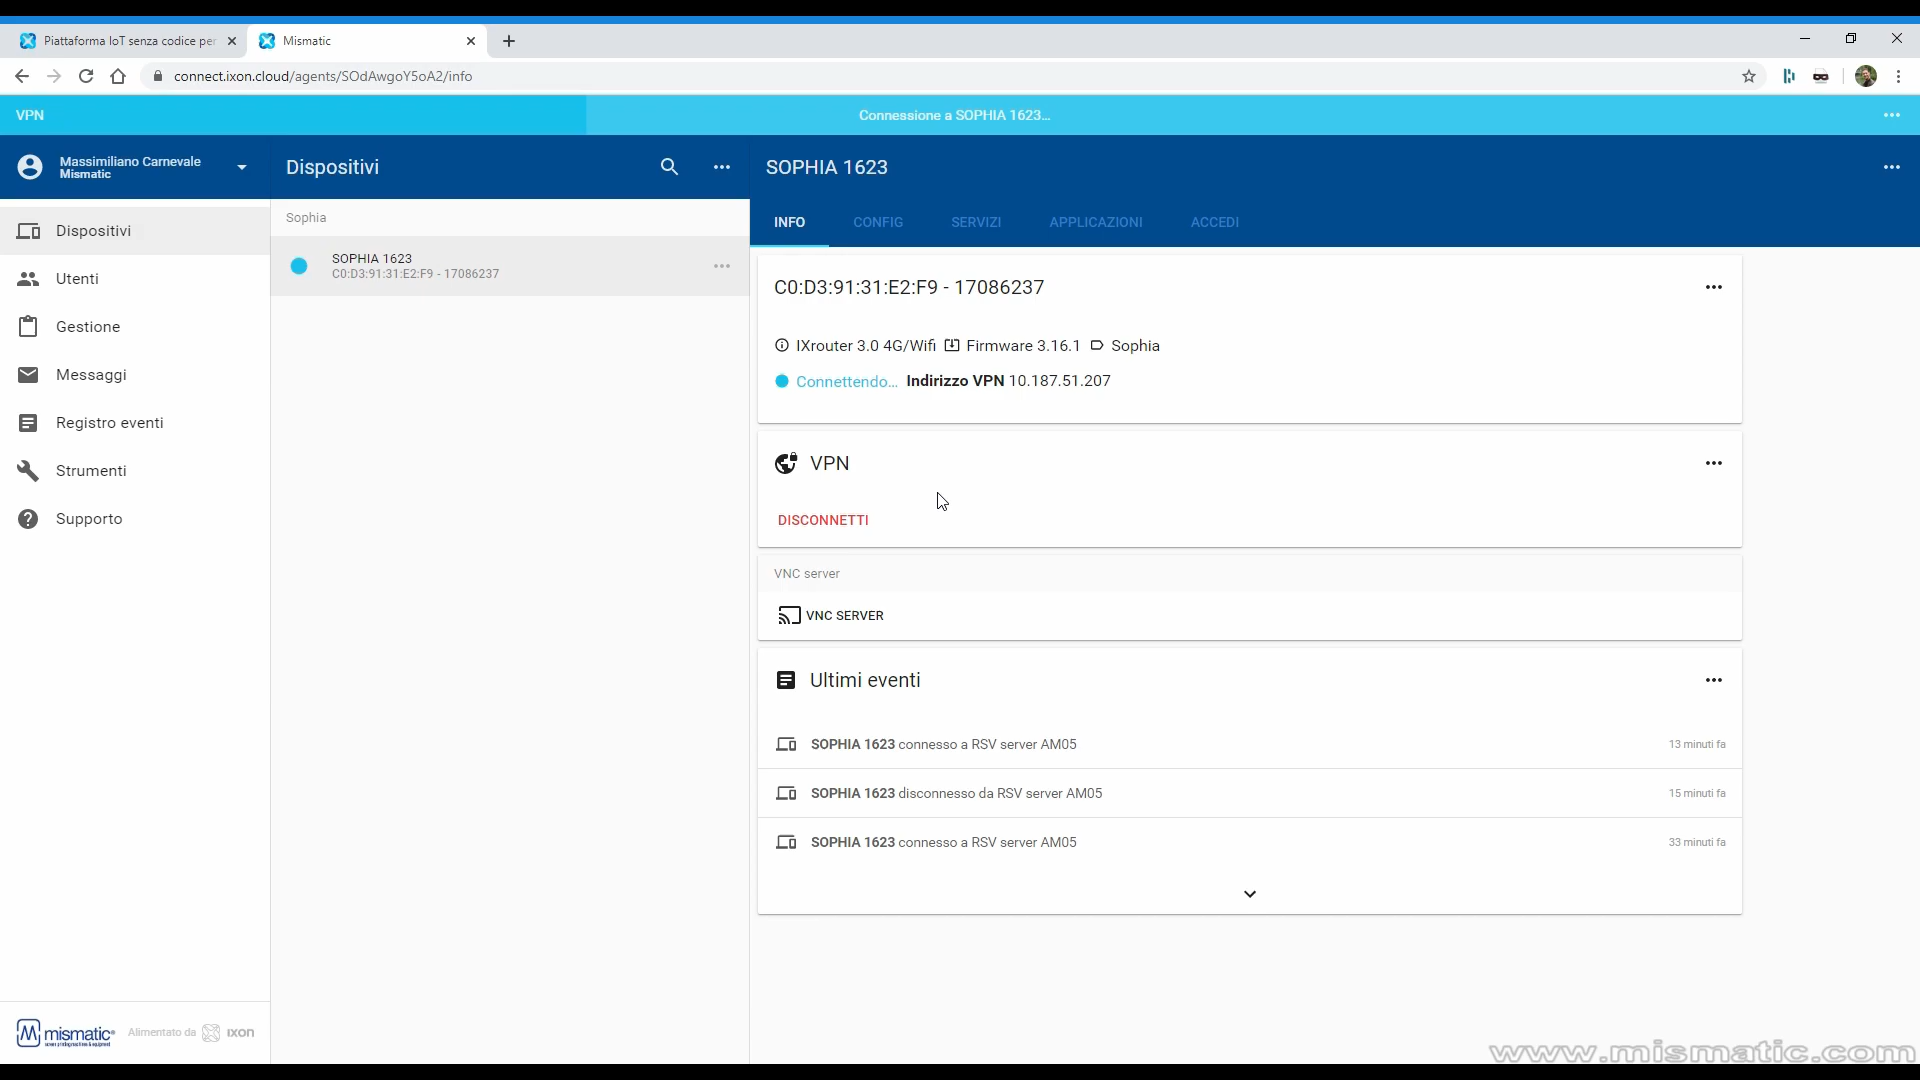 Piattaforma IoT senza codice per
Mismatic
connect.ixon.cloud/agents/SOdAwgoY5oA2/info
VPN
Connessione a SOPHIA 1623...
Massimiliano Carnevale
Mismatic
Dispositivi
SOPHIA 1623
INFO
CONFIG
SERVIZI
APPLICAZIONI
ACCEDI
Dispositivi
Utenti
Gestione
Messaggi
Registro eventi
Strumenti
Supporto
Sophia
SOPHIA 1623
C0:D3:91:31:E2:F9 - 17086237
C0:D3:91:31:E2:F9 - 17086237
IXrouter 3.0 4G/Wifi Firmware 3.16.1 Sophia
Connettendo... Indirizzo VPN 10.187.51.207
VPN
DISCONNETTI
VNC server
VNC SERVER
Ultimi eventi
SOPHIA 1623 connesso a RSV server AM05 13 minuti fa
SOPHIA 1623 disconnesso da RSV server AM05 15 minuti fa
SOPHIA 1623 connesso a RSV server AM05 33 minuti fa
mismatic
Alimentato da IXON
www.mismatic.com